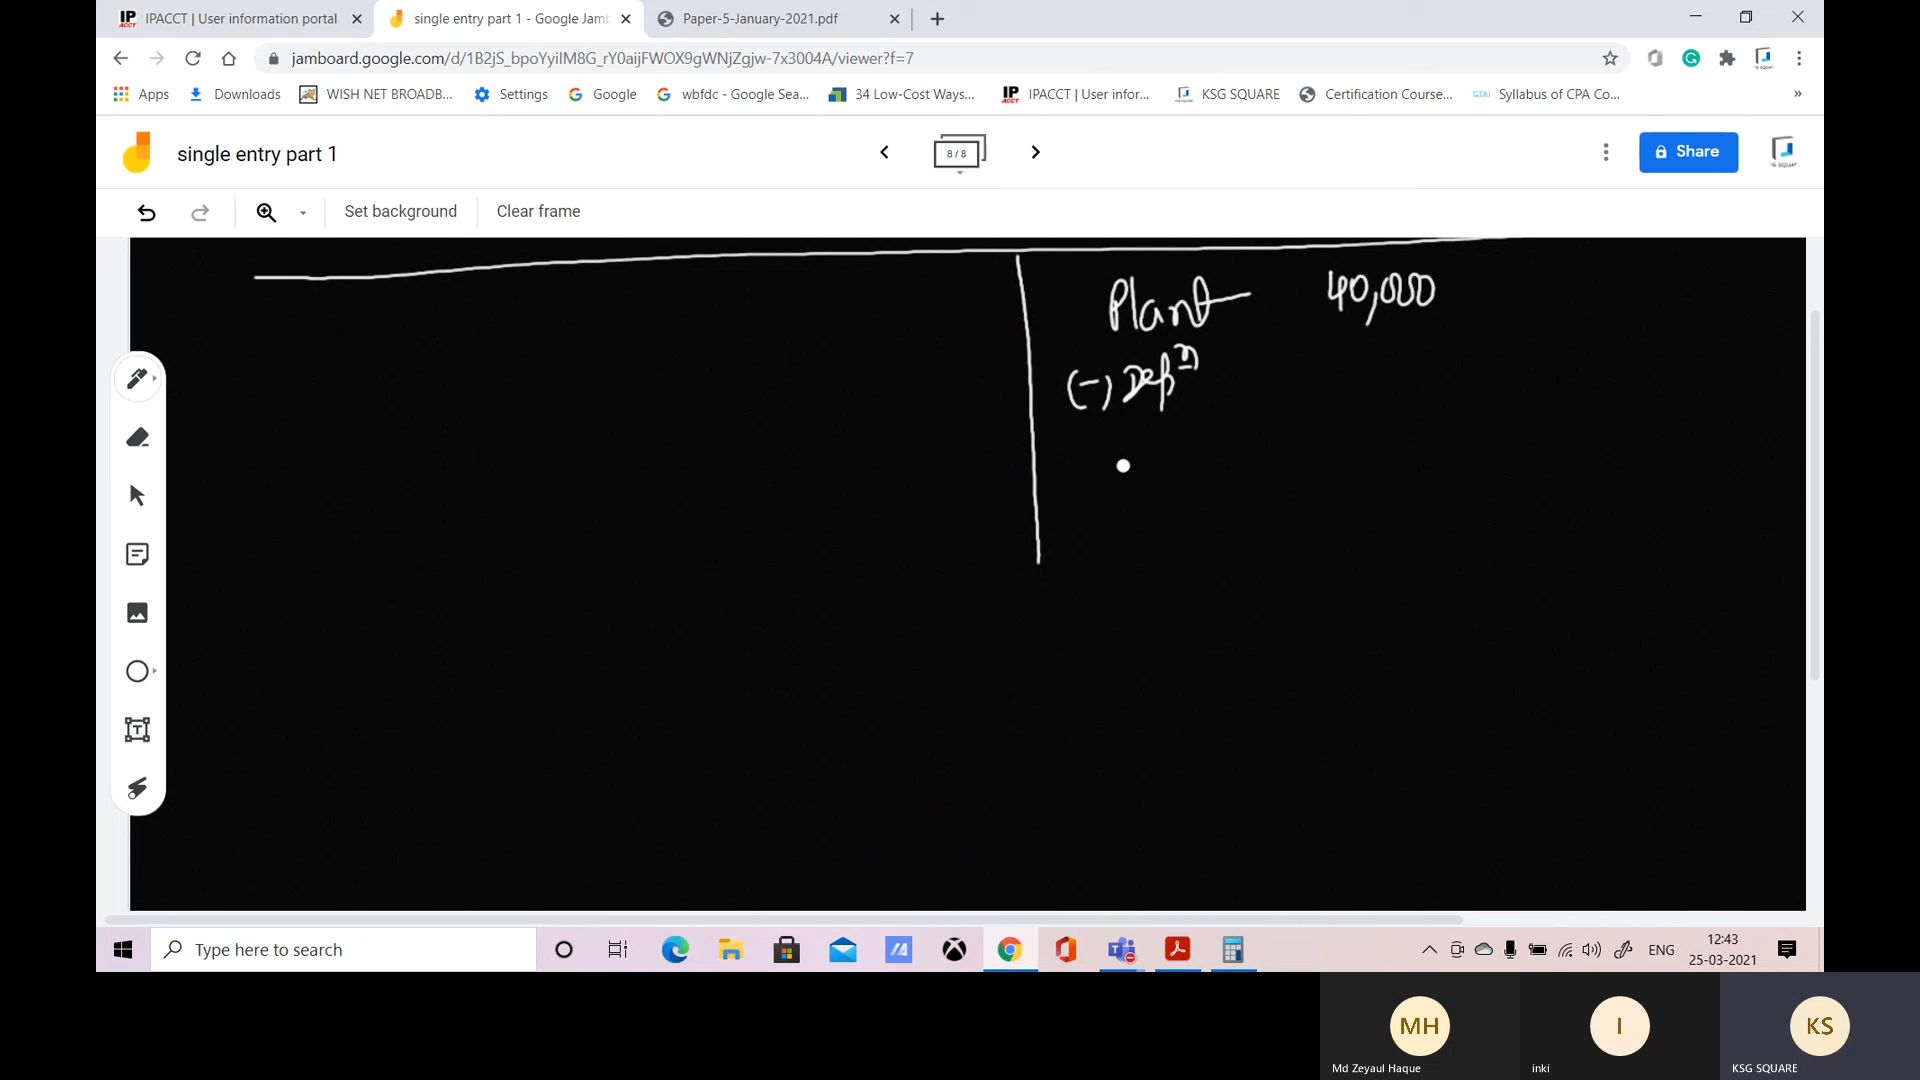 IPACCT | User information portal
single entry part 1 - Google Jamb
Paper-5-January-2021.pdf
jamboard.google.com/d/1B2jS_bpoYyiIM8G_rY0aijFWOX9gWNjZgjw-7x3004A/viewer?f=7
Apps
Downloads
WISH NET BROADB...
Settings
Google
wbfdc - Google Sea...
34 Low-Cost Ways...
IPACCT | User infor...
KSG SQUARE
Certification Course...
Syllabus of CPA Co...
»
single entry part 1
8 / 8
Share
Set background
Clear frame
Plant 40,000
(-) Depⁿ
Type here to search
ENG
12:43
25-03-2021
MH
I
KS
Md Zeyaul Haque
inki
KSG SQUARE